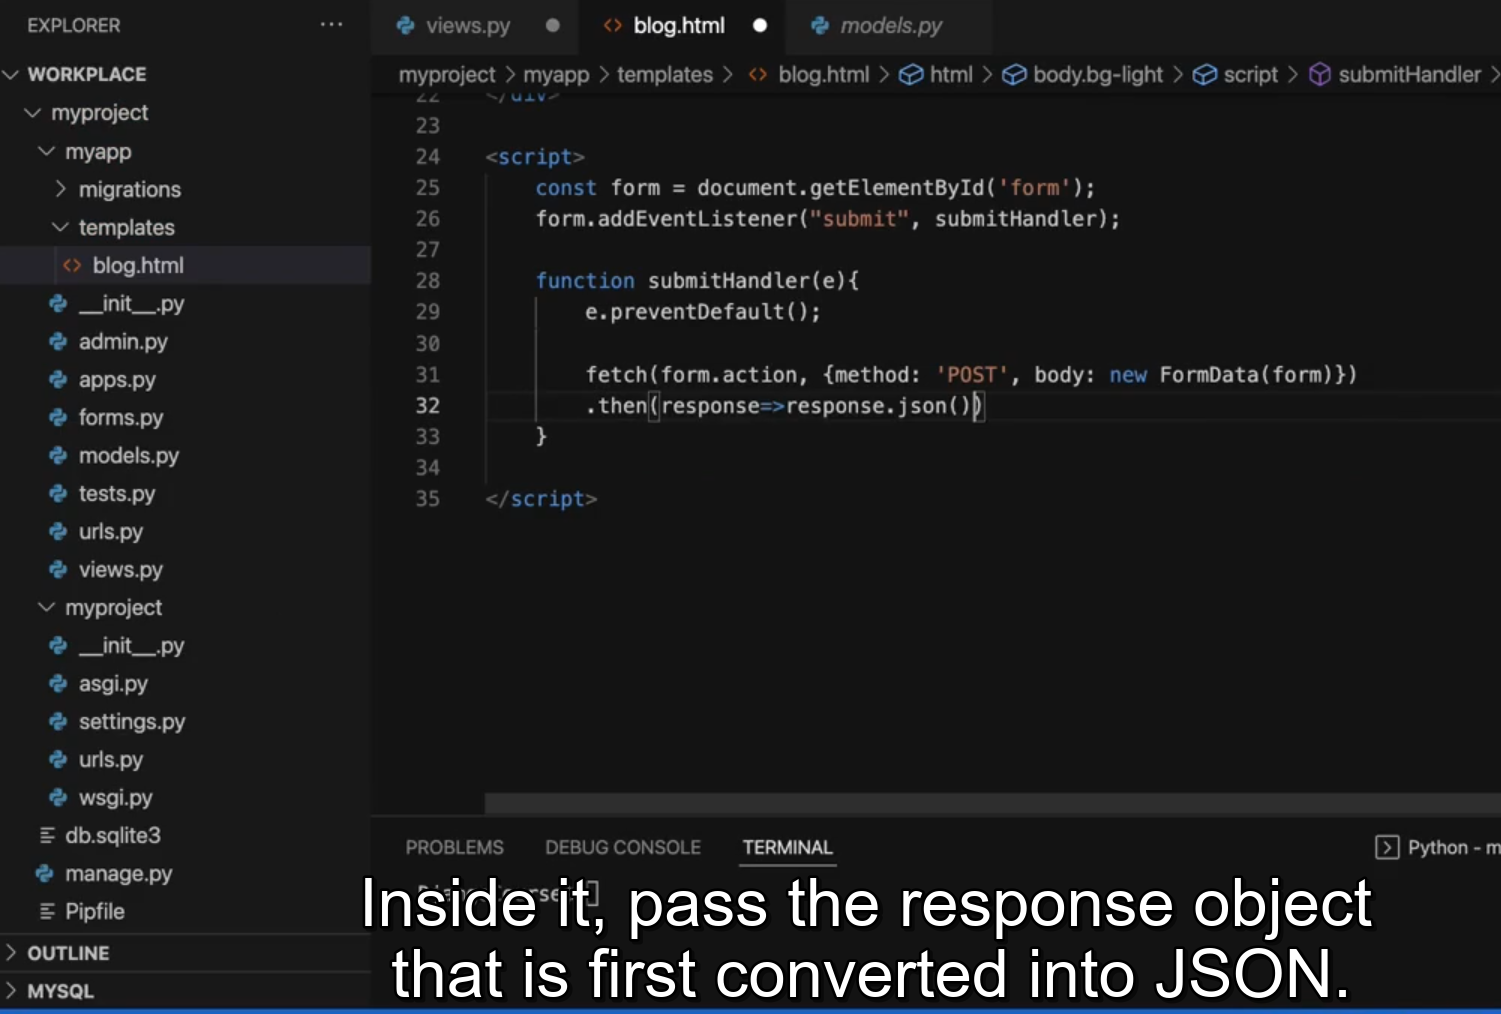 EXPLORER ···
views.py
blog.html
models.py
WORKPLACE
myproject > myapp > templates > blog.html > html > body.bg-light > script > submitHandler >
myproject
myapp
migrations
templates
blog.html
__init__.py
admin.py
apps.py
forms.py
models.py
tests.py
urls.py
views.py
myproject
__init__.py
asgi.py
settings.py
urls.py
wsgi.py
db.sqlite3
manage.py
Pipfile
OUTLINE
MYSQL
22 </div>
23
24 <script>
25 const form = document.getElementById('form');
26 form.addEventListener("submit", submitHandler);
27
28 function submitHandler(e){
29 e.preventDefault();
30
31 fetch(form.action, {method: 'POST', body: new FormData(form)})
32 .then(response=>response.json())
33 }
34
35 </script>
PROBLEMS DEBUG CONSOLE TERMINAL
Python - m
Inside it, pass the response object
that is first converted into JSON.